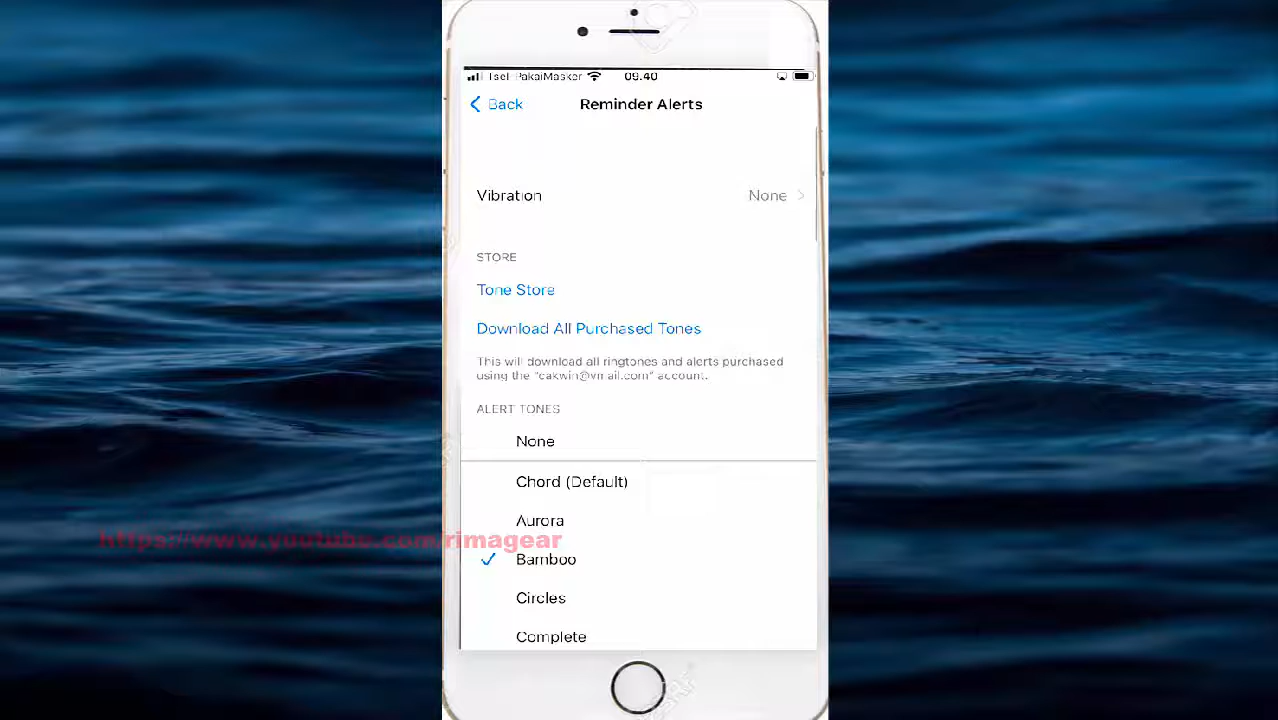 Tsel-PakaiMasker 09.40
Back Reminder Alerts
Vibration None
STORE
Tone Store
Download All Purchased Tones
This will download all ringtones and alerts purchased
using the "cakwin@ymail.com" account.
ALERT TONES
None
Chord (Default)
Aurora
https://www.youtube.com/rimagear
Bamboo
Circles
Complete